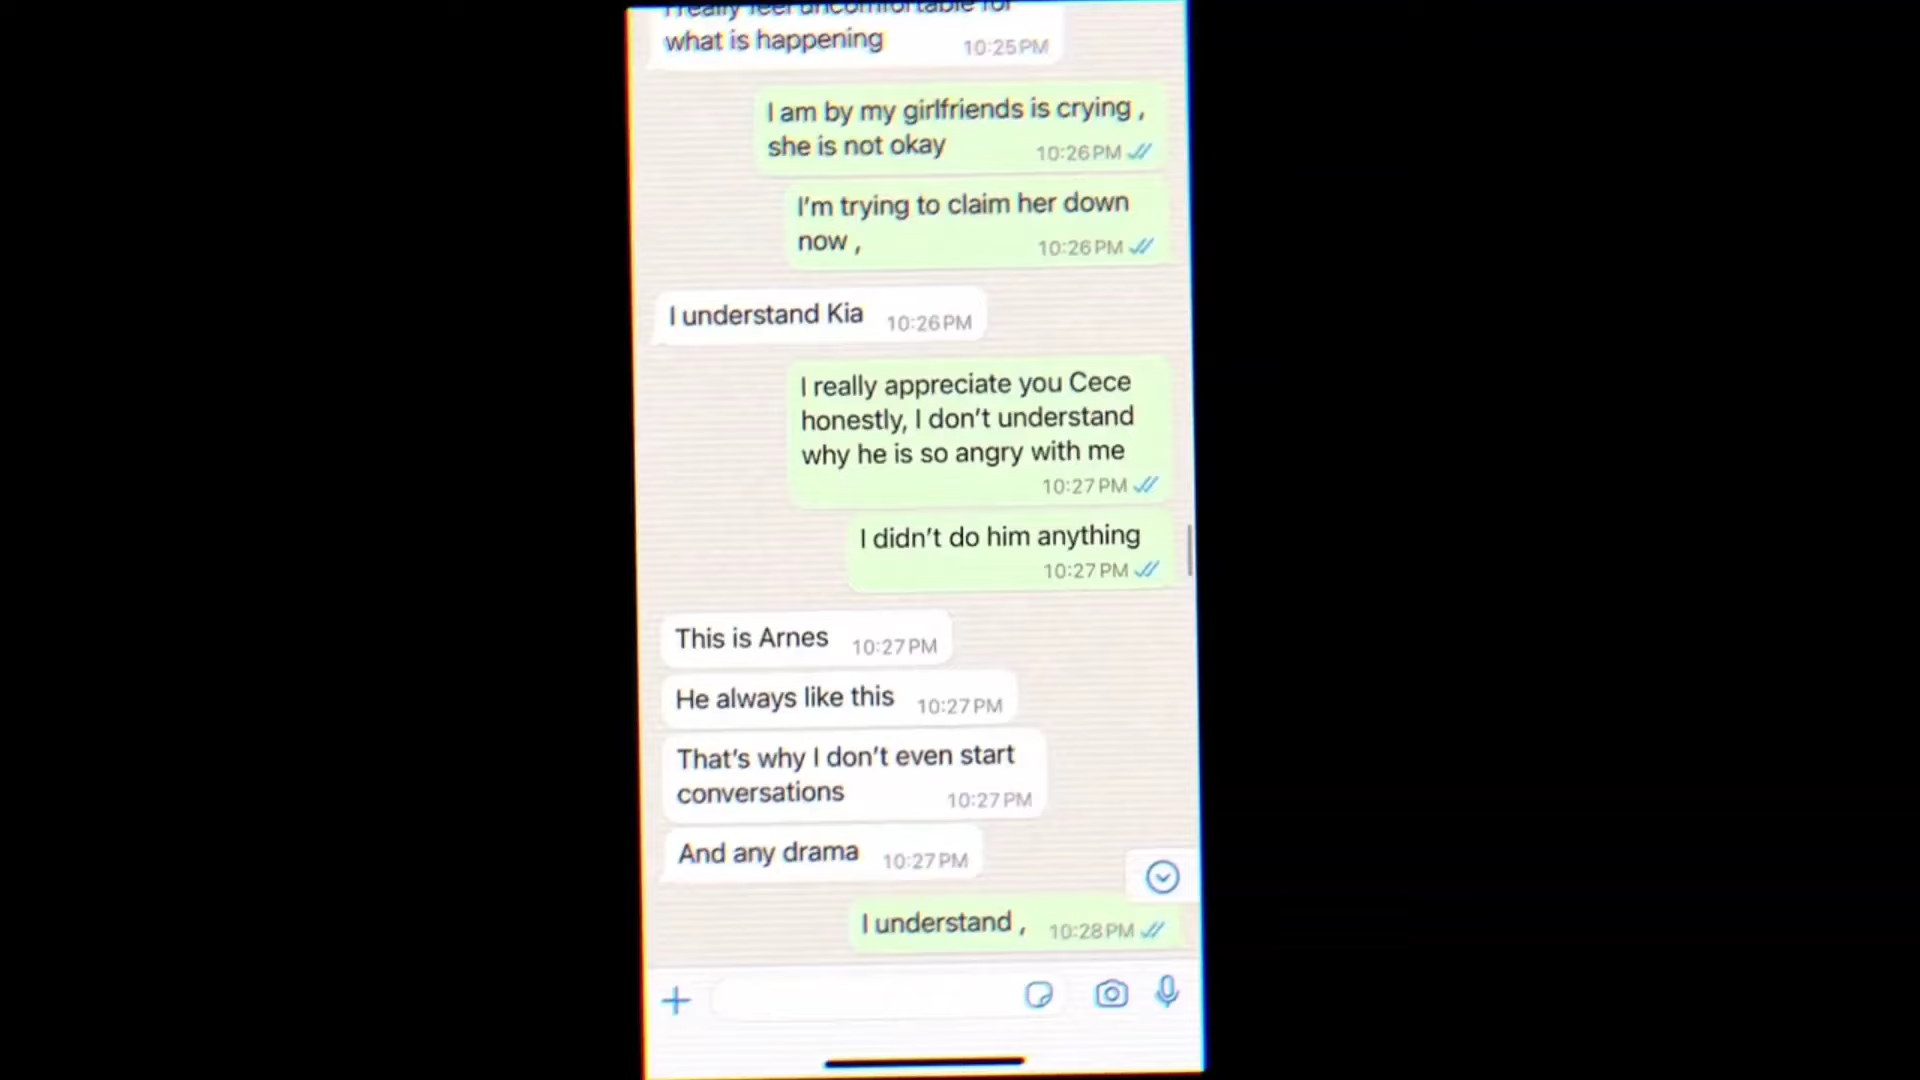 I really feel uncomfortable for
what is happening
10:25 PM
I am by my girlfriends is crying ,
she is not okay
10:26 PM
I'm trying to claim her down
now ,
10:26 PM
I understand Kia
10:26 PM
I really appreciate you Cece
honestly, I don't understand
why he is so angry with me
10:27 PM
I didn't do him anything
10:27 PM
This is Arnes
10:27 PM
He always like this
10:27 PM
That's why I don't even start
conversations
10:27 PM
And any drama
10:27 PM
I understand ,
10:28 PM